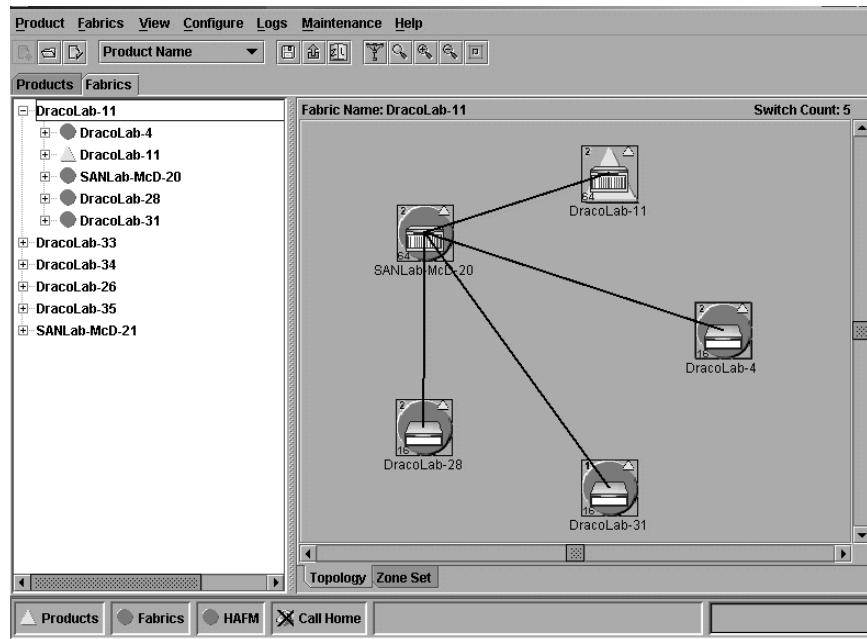 Product Fabrics View Configure Logs Maintenance Help
Product Name
Products Fabrics
DracoLab-11
DracoLab-4
DracoLab-11
SANLab-McD-20
DracoLab-28
DracoLab-31
DracoLab-33
DracoLab-34
DracoLab-26
DracoLab-35
SANLab-McD-21
Fabric Name: DracoLab-11 Switch Count: 5
2
64
DracoLab-11
2
64
SANLab-McD-20
2
16
DracoLab-4
2
16
DracoLab-28
1
16
DracoLab-31
Topology Zone Set
Products Fabrics HAFM Call Home